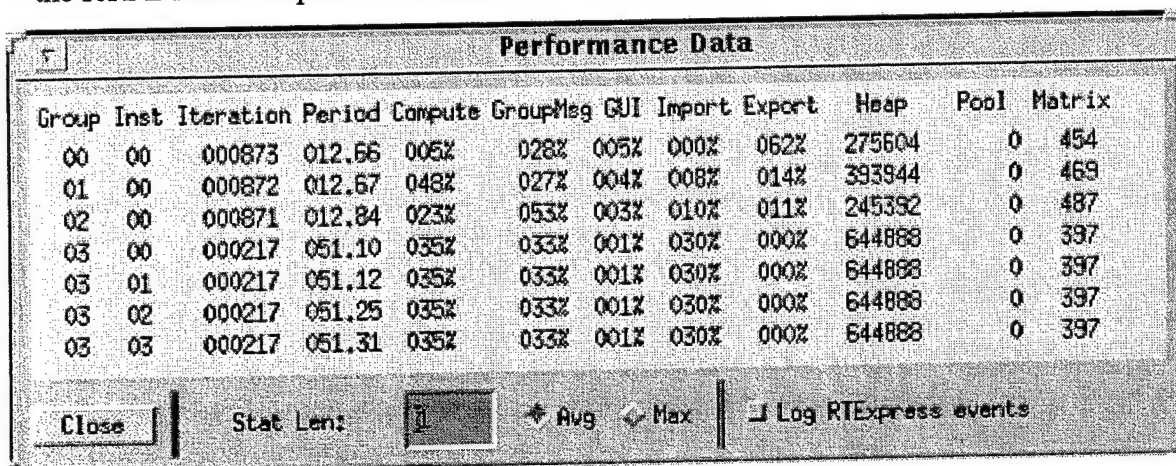 Performance Data
Group Inst Iteration Period Compute GroupMsg GUI Import Export Heap Pool Matrix
00 00 000873 012.66 005% 028% 005% 000% 062% 275604 0 454
01 00 000872 012.67 048% 027% 004% 008% 014% 393944 0 469
02 00 000871 012.84 023% 053% 003% 010% 011% 245392 0 487
03 00 000217 051.10 035% 033% 001% 030% 000% 644888 0 397
03 01 000217 051.12 035% 033% 001% 030% 000% 644888 0 397
03 02 000217 051.25 035% 033% 001% 030% 000% 644888 0 397
03 03 000217 051.31 035% 033% 001% 030% 000% 644888 0 397
Close Stat Len: 1 Avg Max Log RTExpress events